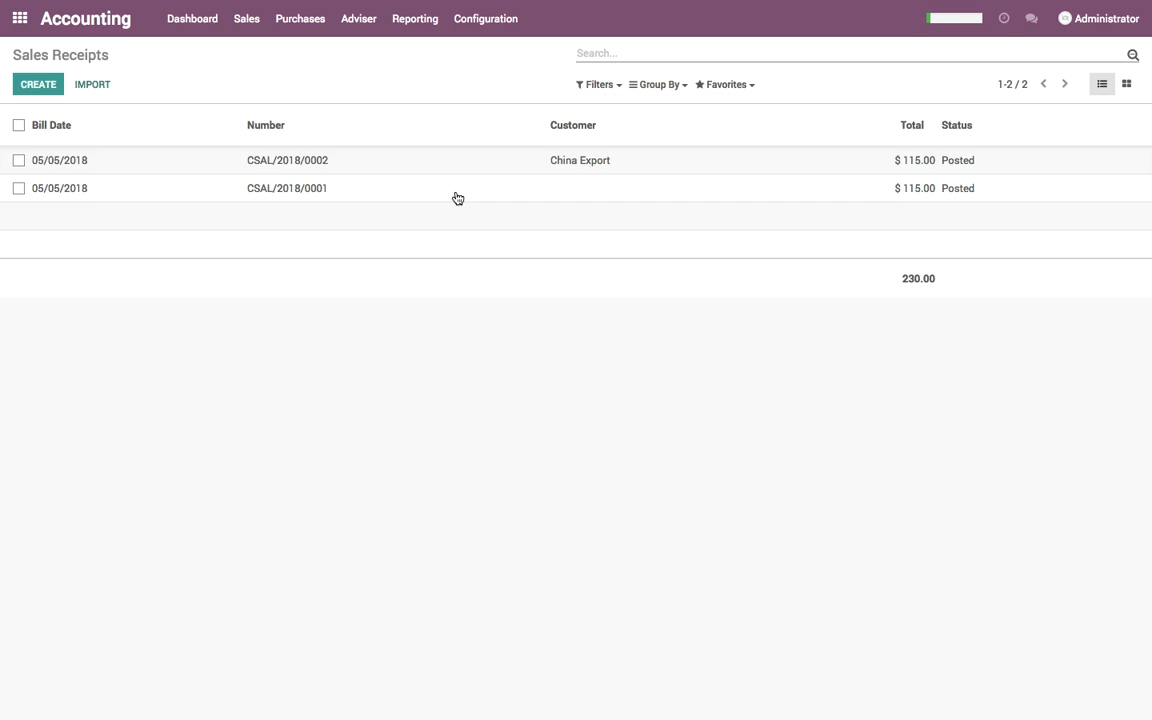 Accounting Dashboard Sales Purchases Adviser Reporting Configuration Administrator
Sales Receipts Search...
CREATE IMPORT Filters Group By Favorites 1-2 / 2
Bill Date Number Customer Total Status
05/05/2018 CSAL/2018/0002 China Export $ 115.00 Posted
05/05/2018 CSAL/2018/0001 $ 115.00 Posted
230.00